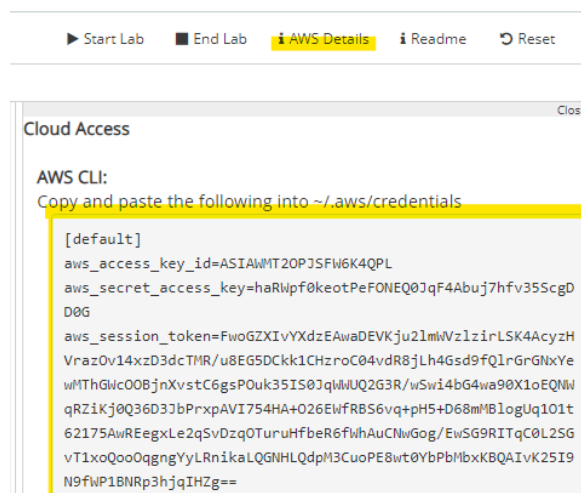 Start Lab End Lab AWS Details Readme Reset
Clos
Cloud Access
AWS CLI:
Copy and paste the following into ~/.aws/credentials
[default]
aws_access_key_id=ASIAWMT2OPJSFW6K4QPL
aws_secret_access_key=haRWpf0keotPeFONEQ0JqF4Abuj7hfv35ScgD
D0G
aws_session_token=FwoGZXIvYXdzEAwaDEVKju2lmWVzlzirLSK4AcyzH
VrazOv14xzD3dcTMR/u8EG5DCkk1CHzroC04vdR8jLh4Gsd9fQlrGrGNxYe
wMThGWcOOBjnXvstC6gsPOuk35IS0JqWWUQ2G3R/wSwi4bG4wa90X1oEQNW
qRZiKj0Q36D3JbPrxpAVI754HA+O26EWfRBS6vq+pH5+D68mMBlogUq1O1t
62175AwREegxLe2qSvDzqOTuruHfbeR6fWhAuCNwGog/EwSG9RITqC0L2SG
vT1xoQooOqgngYyLRnikaLQGNHLQdpM3CuoPE8wt0YbPbMbxKBQAIvK25I9
N9fWP1BNRp3hjqIHZg==